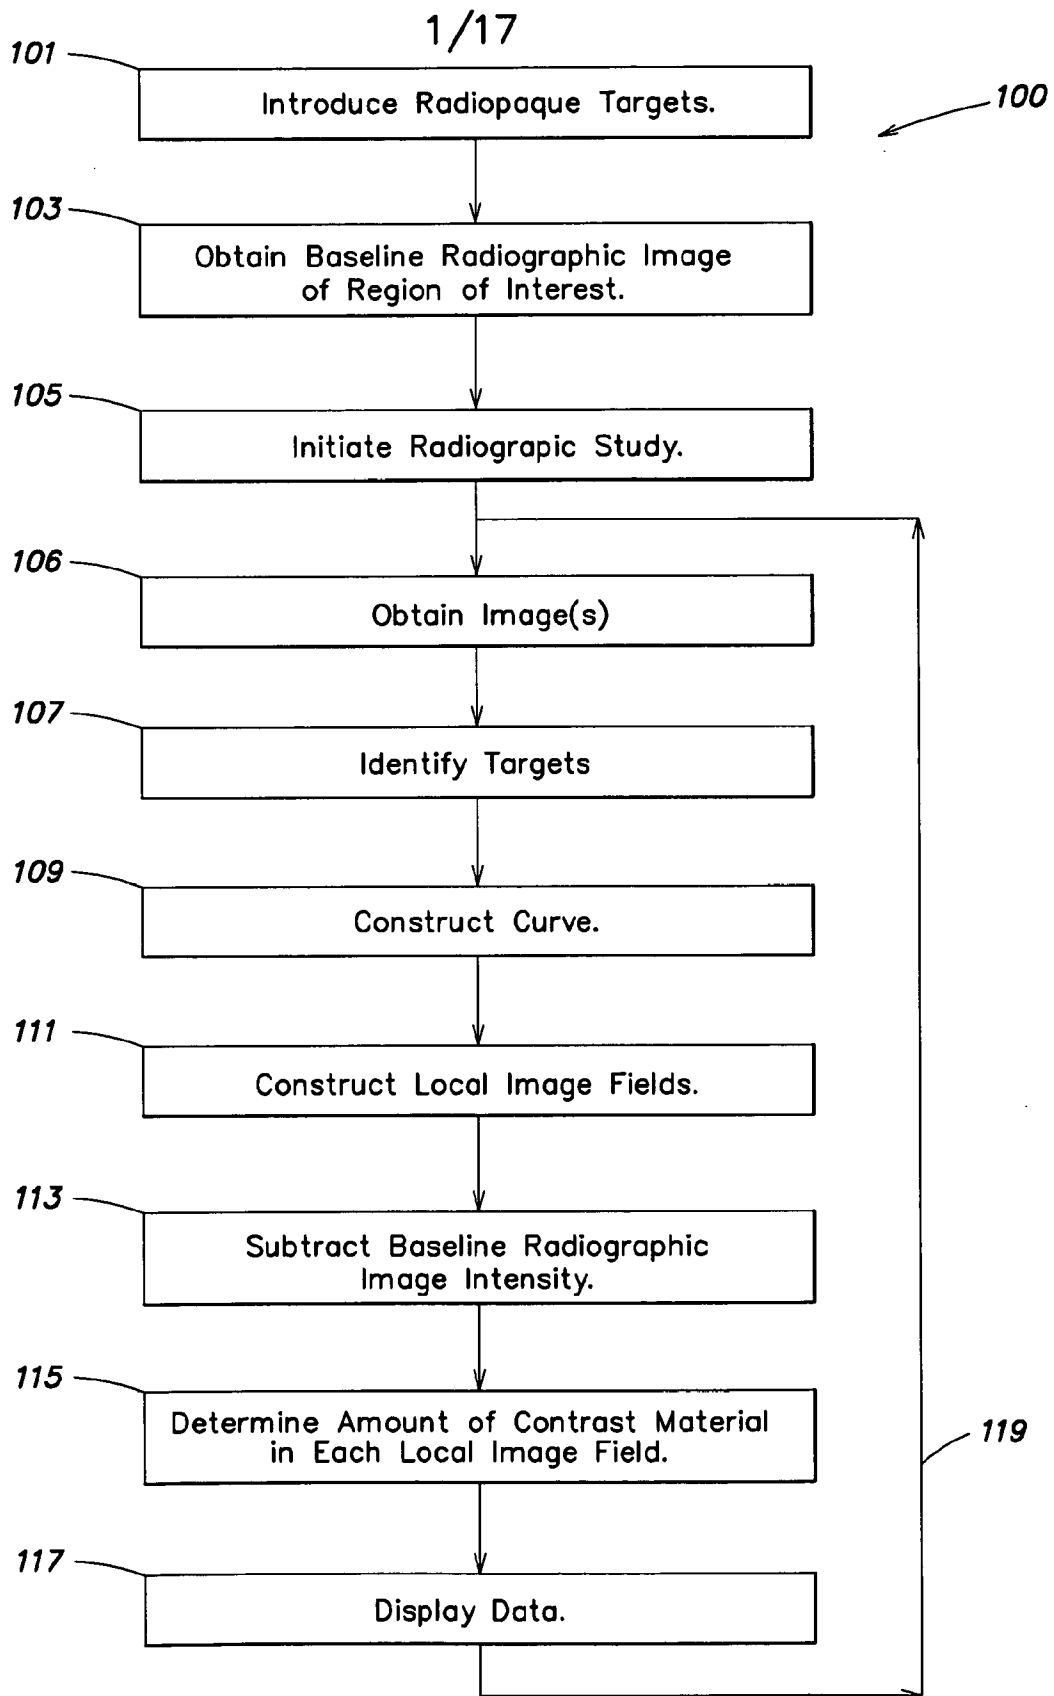 1/17
101
Introduce Radiopaque Targets.
100
103
Obtain Baseline Radiographic Image
of Region of Interest.
105
Initiate Radiograpic Study.
106
Obtain Image(s)
107
Identify Targets
109
Construct Curve.
111
Construct Local Image Fields.
113
Subtract Baseline Radiographic
Image Intensity.
115
Determine Amount of Contrast Material
in Each Local Image Field.
119
117
Display Data.